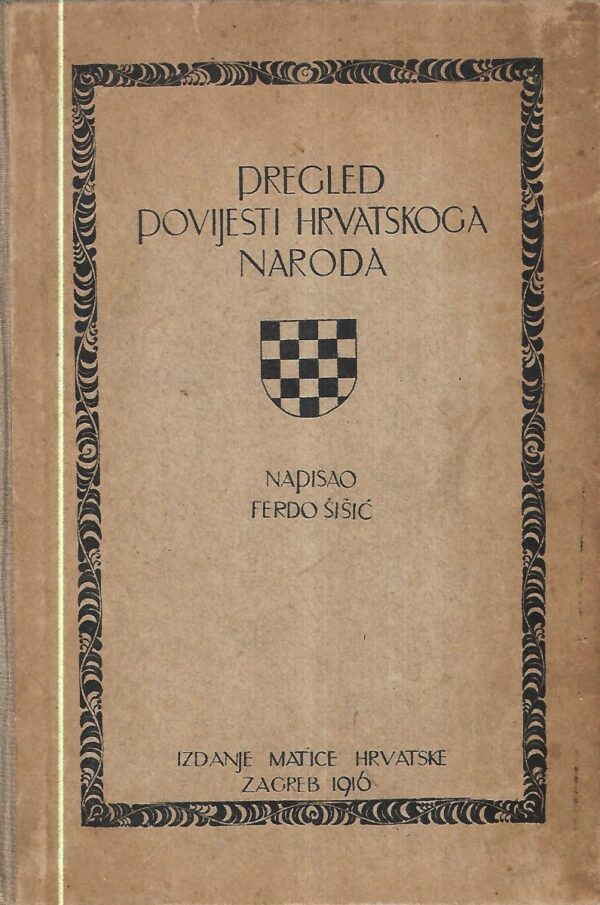 PREGLED
POVIJESTI HRVATSKOGA
NARODA
NAPISAO
FERDO ŠIŠIĆ
IZDANJE MATICE HRVATSKE
ZAGREB 1916